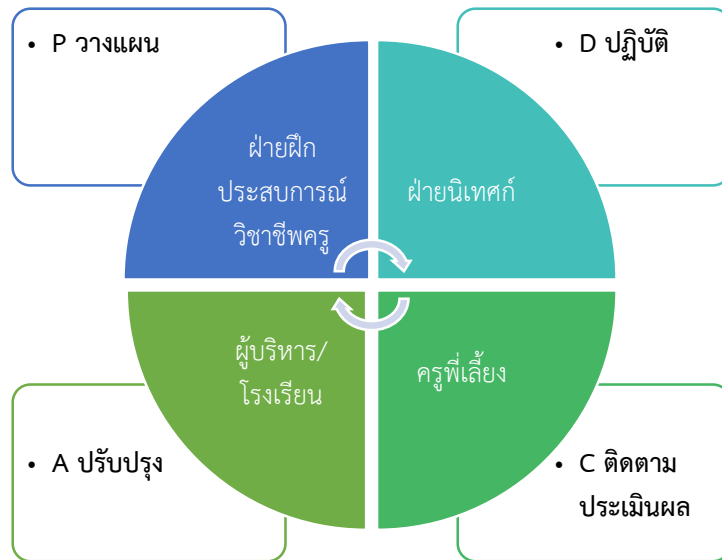 • P วางแผน
• D ปฏิบัติ
ฝ่ายฝึก
ประสบการณ์
วิชาชีพครู
ฝ่ายนิเทศก์
ผู้บริหาร/
โรงเรียน
ครูพี่เลี้ยง
• A ปรับปรุง
• C ติดตาม
ประเมินผล